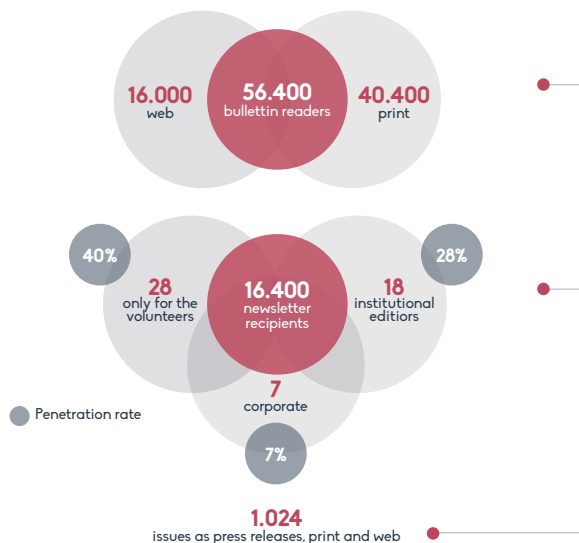 16.000
web
56.400
bullettin readers
40.400
print
40%
28%
28
only for the
volunteers
16.400
newsletter
recipients
18
institutional
editiors
7
corporate
Penetration rate
7%
1.024
issues as press releases, print and web